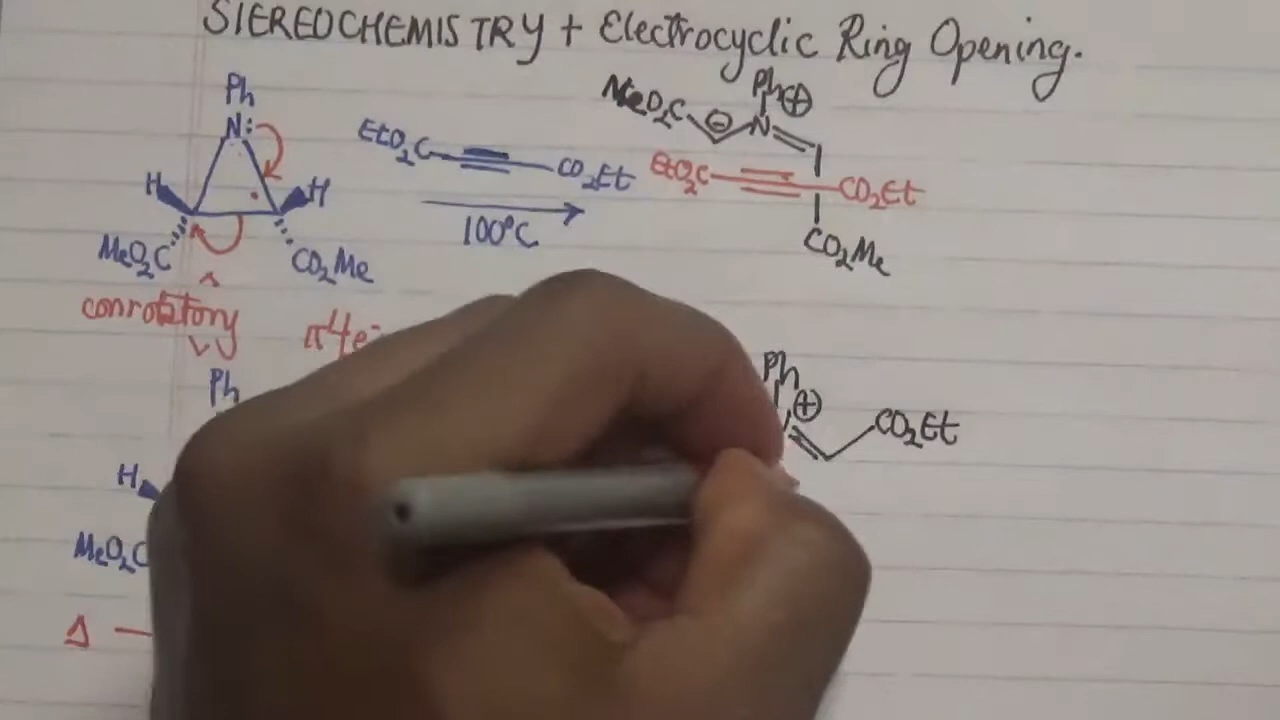 STEREOCHEMISTRY + Electrocyclic Ring Opening.
Ph
N:
H
H
MeO₂C
CO₂Me
EtO₂C
CO₂Et
100°C
MeO₂C
⊖
Ph
⊕
N
EtO₂C
CO₂Et
CO₂Me
conrotatory
π4e⁻
Ph
H
MeO₂C
Δ
Ph
⊕
CO₂Et